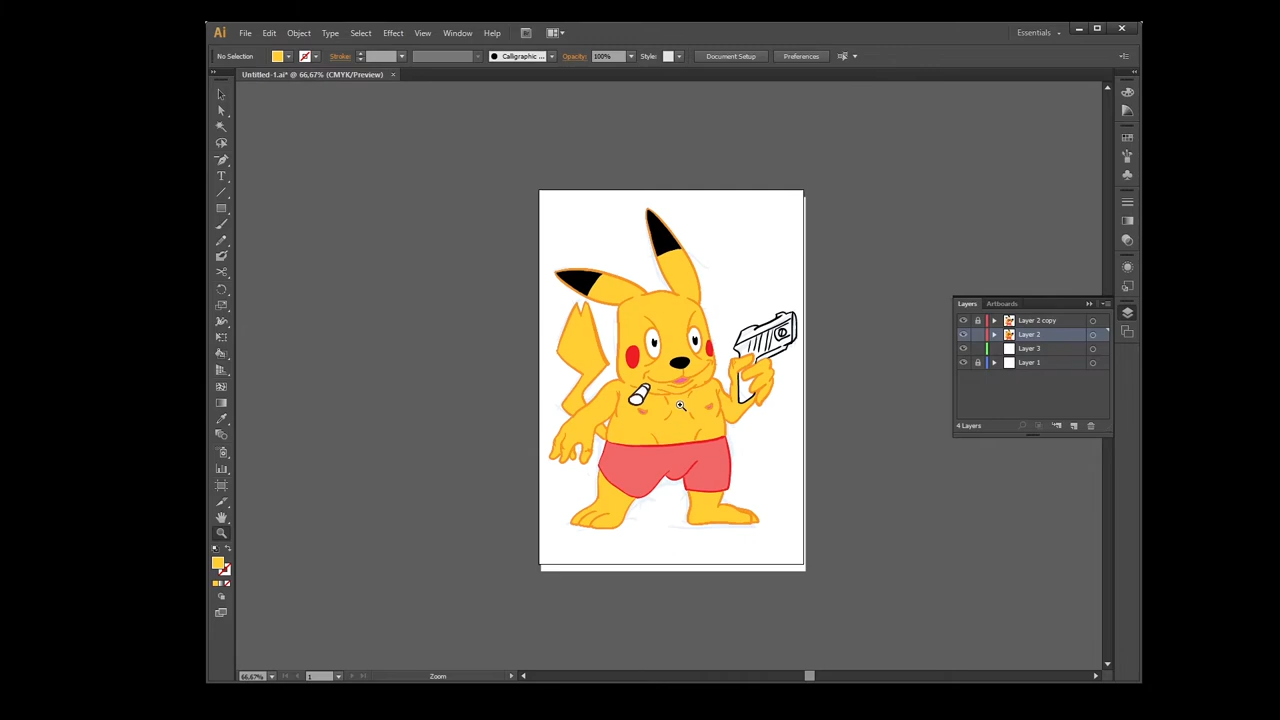 Ai File Edit Object Type Select Effect View Window Help Br Essentials
No Selection Stroke: Calligraphic ... Opacity: 100% Style: Document Setup Preferences
Untitled-1.ai* @ 66,67% (CMYK/Preview)
Layers Artboards
Layer 2 copy
Layer 2
Layer 3
Layer 1
4 Layers
66,67% 1 Zoom